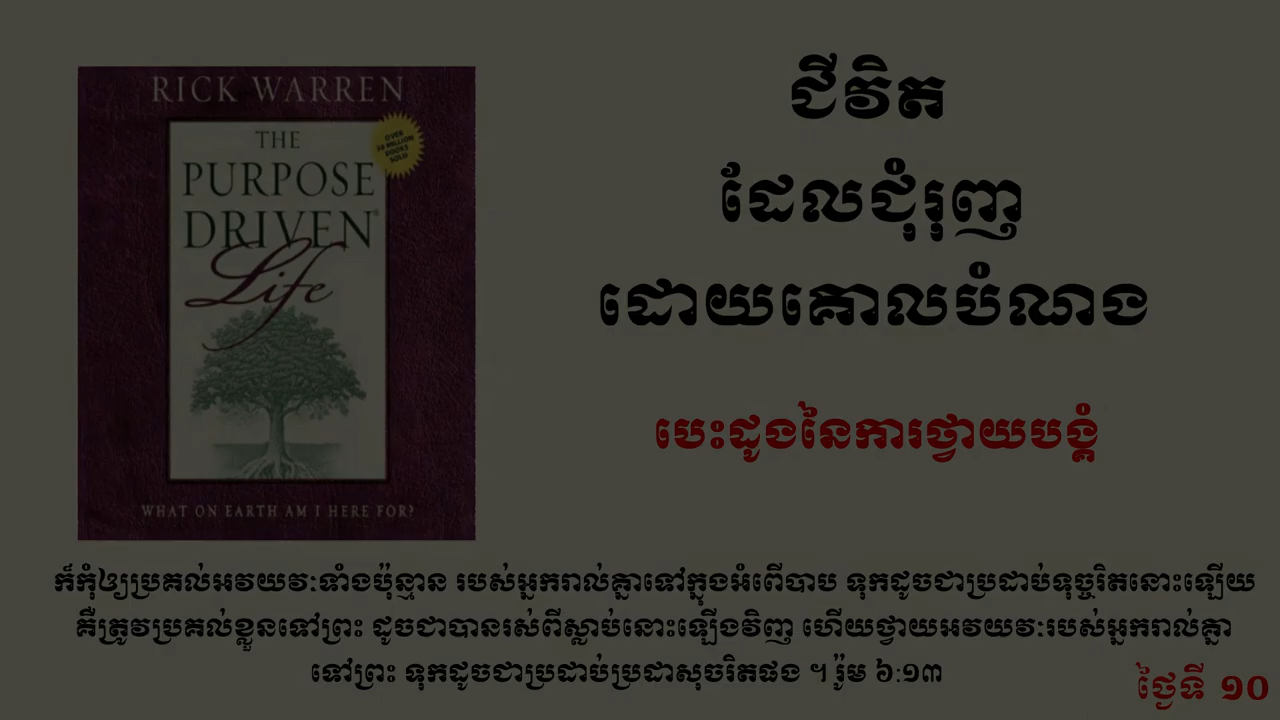 RICK WARREN
THE
PURPOSE
DRIVEN
Life
OVER
30 MILLION
BOOKS
SOLD
WHAT ON EARTH AM I HERE FOR?
ជីវិត
ដែលជុំរុញ
ដោយគោលបំណង
បេះដូងនៃការថ្វាយបង្គំ
ក៏កុំឲ្យប្រគល់អវយវៈទាំងប៉ុន្មាន របស់អ្នករាល់គ្នាទៅក្នុងអំពើបាប ទុកដូចជាប្រដាប់ទុច្ចរិតនោះឡើយ
គឺត្រូវប្រគល់ខ្លួនទៅព្រះ ដូចជាបានរស់ពីស្លាប់នោះឡើងវិញ ហើយថ្វាយអវយវៈរបស់អ្នករាល់គ្នា
ទៅព្រះ ទុកដូចជាប្រដាប់ប្រដាសុចរិតផង ។ រ៉ូម ៦:១៣
ថ្ងៃទី ១០